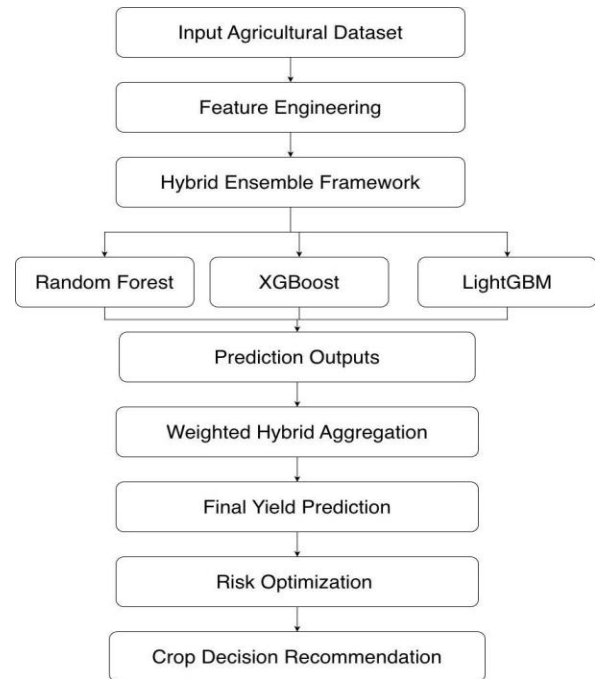 Input Agricultural Dataset
Feature Engineering
Hybrid Ensemble Framework
Random Forest
XGBoost
LightGBM
Prediction Outputs
Weighted Hybrid Aggregation
Final Yield Prediction
Risk Optimization
Crop Decision Recommendation